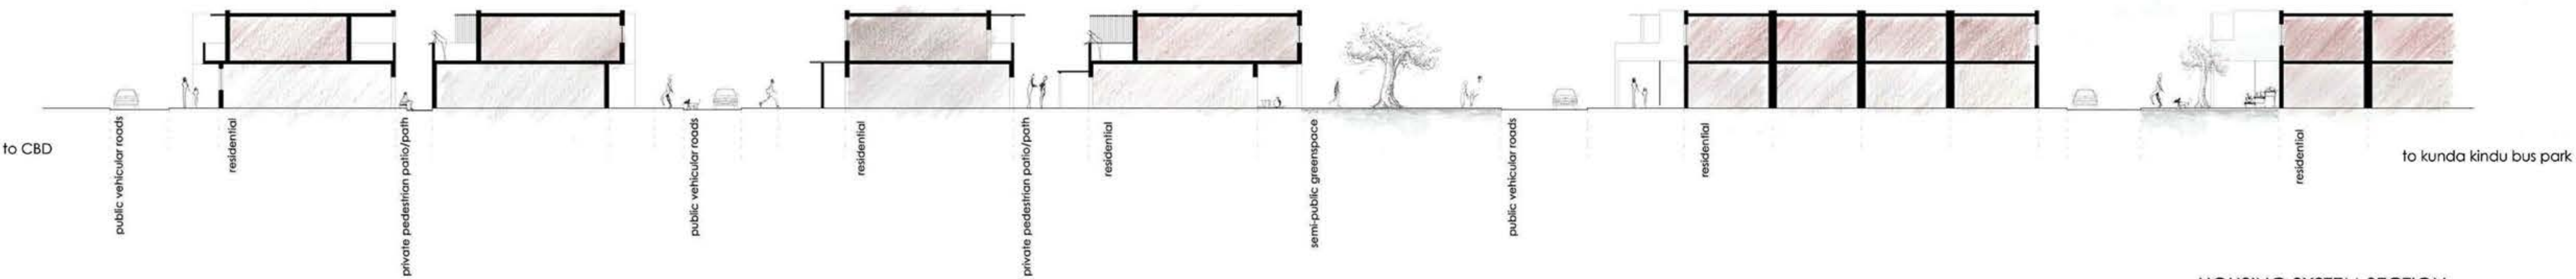 to CBD
public vehicular roads
residential
private pedestrian patio/path
public vehicular roads
residential
private pedestrian patio/path
residential
semi-public greenspace
public vehicular roads
residential
residential
to kunda kindu bus park